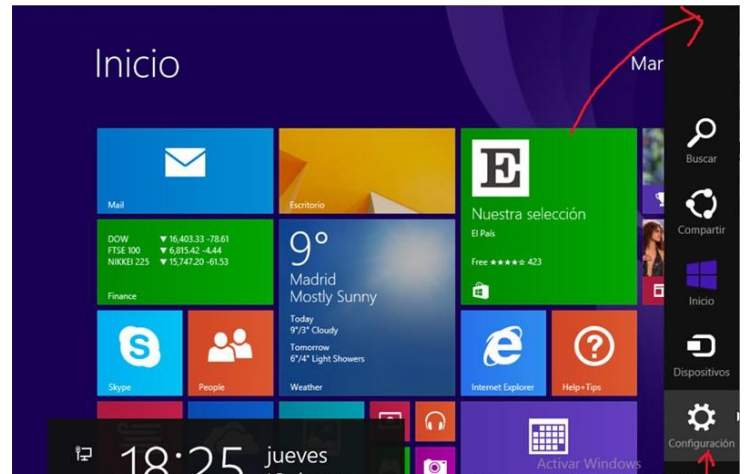 Inicio
Mar
Mail
Escritorio
E
Nuestra selección
El País
Free ★★★★☆ 423
DOW ▼ 16,403.33 -78.61
FTSE 100 ▼ 6,815.42 -4.44
NIKKEI 225 ▼ 15,747.20 -61.53
Finance
9°
Madrid
Mostly Sunny
Today
9°/3° Cloudy
Tomorrow
6°/4° Light Showers
Weather
S
Skype
People
Internet Explorer
Help+Tips
18:25
jueves
Activar Windows
Buscar
Compartir
Inicio
Dispositivos
Configuración